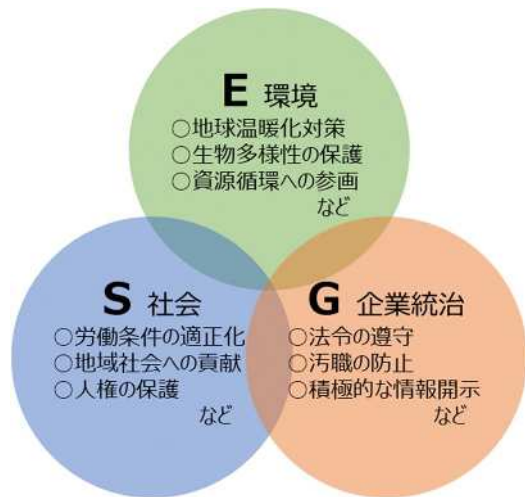 E 環境
○地球温暖化対策
○生物多様性の保護
○資源循環への参画
など
S 社会
○労働条件の適正化
○地域社会への貢献
○人権の保護
など
G 企業統治
○法令の遵守
○汚職の防止
○積極的な情報開示
など